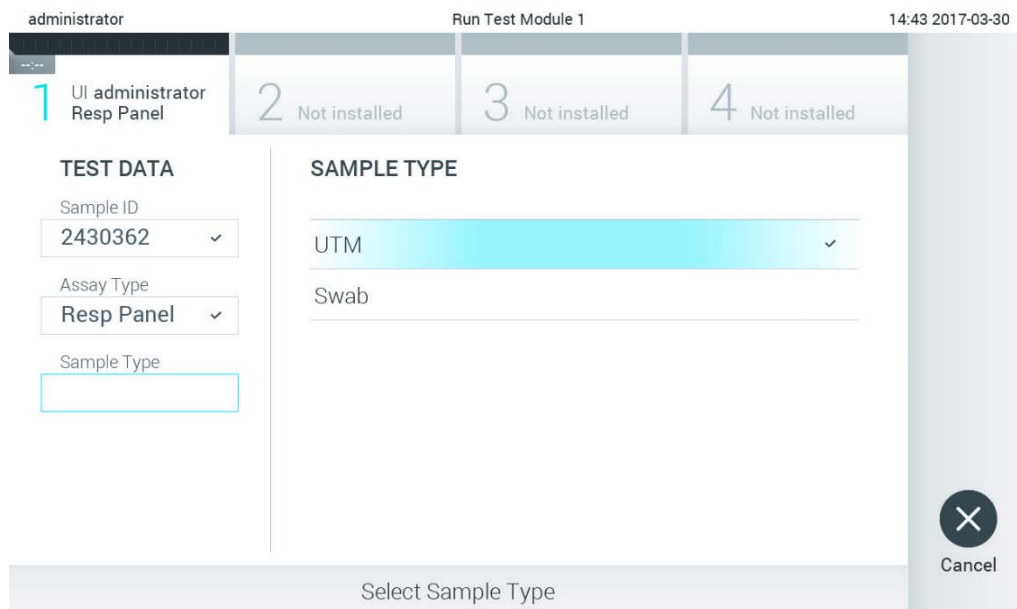 administrator
Run Test Module 1
14:43 2017-03-30
--:--
1
UI administrator
Resp Panel
2 Not installed
3 Not installed
4 Not installed
TEST DATA
Sample ID
2430362
Assay Type
Resp Panel
Sample Type
SAMPLE TYPE
UTM
Swab
Cancel
Select Sample Type